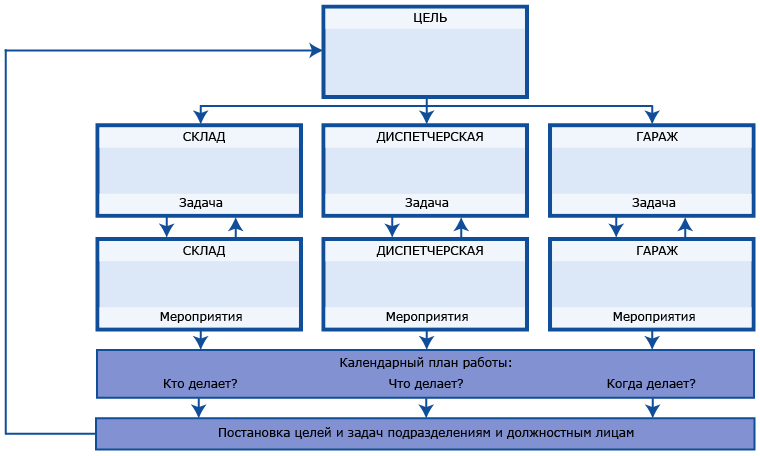 ЦЕЛЬ
СКЛАД
ДИСПЕТЧЕРСКАЯ
ГАРАЖ
Задача
Задача
Задача
СКЛАД
ДИСПЕТЧЕРСКАЯ
ГАРАЖ
Мероприятия
Мероприятия
Мероприятия
Календарный план работы:
Кто делает?
Что делает?
Когда делает?
Постановка целей и задач подразделениям и должностным лицам